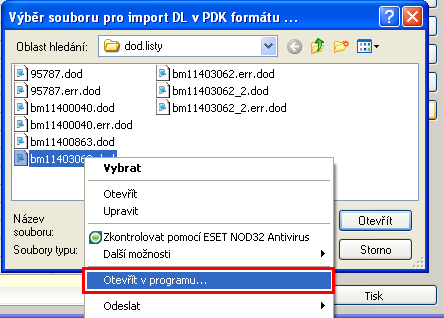 Výběr souboru pro import DL v PDK formátu ...
Oblast hledání:
dod.listy
95787.dod
95787.err.dod
bm11400040.dod
bm11400040.err.dod
bm11400863.dod
bm11403062.dod
bm11403062.err.dod
bm11403062_2.dod
bm11403062_2.err.dod
Vybrat
Otevřít
Upravit
Zkontrolovat pomocí ESET NOD32 Antivirus
Další možnosti
Otevřít v programu...
Odeslat
Název
souboru:
Soubory typu:
Otevřít
Storno
Tisk